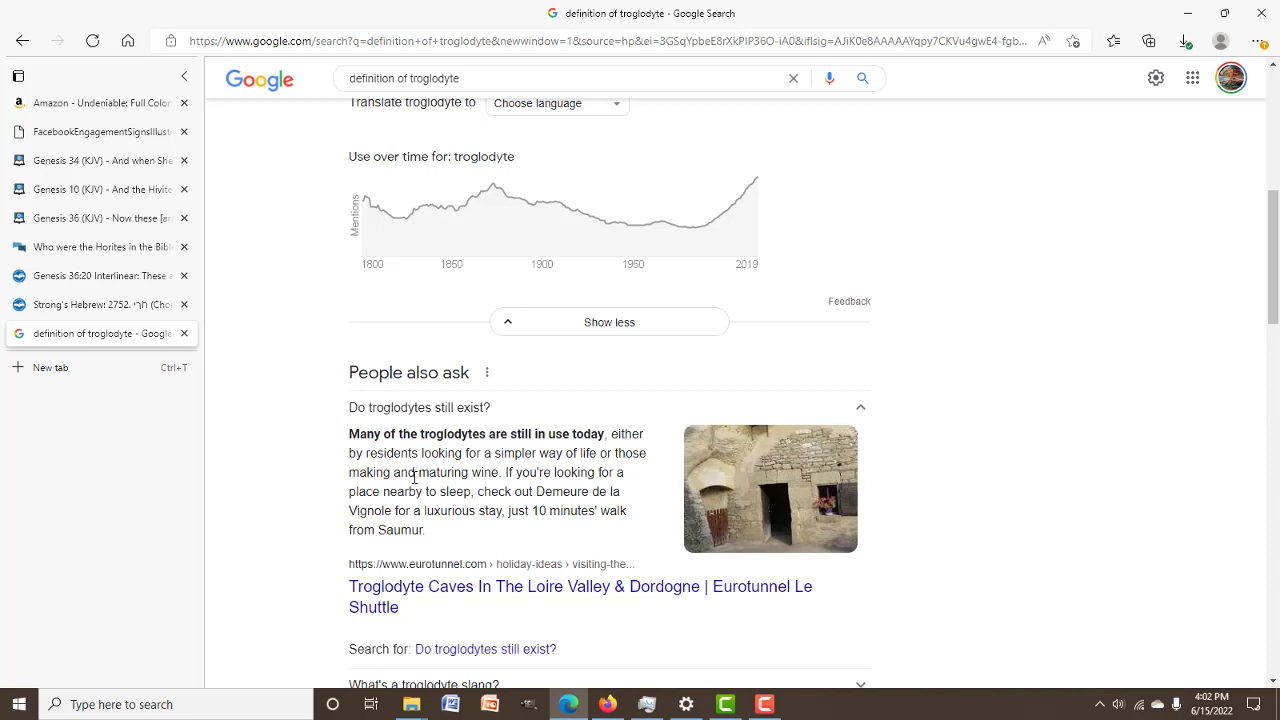 definition of troglodyte - Google Search
https://www.google.com/search?q=definition+of+troglodyte&newwindow=1&source=hp&ei=3GSqYpbeE8rXkPIP36O-iA0&iflsig=AJiK0e8AAAAAYqpy7CKVu4gwE4-fgb...
Amazon - Undeniable: Full Color
FacebookEngagementSignsIllustr
Genesis 34 (KJV) - And when She
Genesis 10 (KJV) - And the Hivite
Genesis 36 (KJV) - Now these [are
Who were the Horites in the Bibl
Genesis 36:20 Interlinear: These a
Strong's Hebrew: 2752. חֹרִי (Chori
definition of troglodyte - Google
New tab
Ctrl+T
Google
definition of troglodyte
Translate troglodyte to
Choose language
Use over time for: troglodyte
Mentions
1800 1850 1900 1950 2019
Feedback
Show less
People also ask
Do troglodytes still exist?
Many of the troglodytes are still in use today, either
by residents looking for a simpler way of life or those
making and maturing wine. If you're looking for a
place nearby to sleep, check out Demeure de la
Vignole for a luxurious stay, just 10 minutes' walk
from Saumur.
https://www.eurotunnel.com › holiday-ideas › visiting-the...
Troglodyte Caves In The Loire Valley & Dordogne | Eurotunnel Le
Shuttle
Search for: Do troglodytes still exist?
What's a troglodyte slang?
Type here to search
4:02 PM
6/15/2022